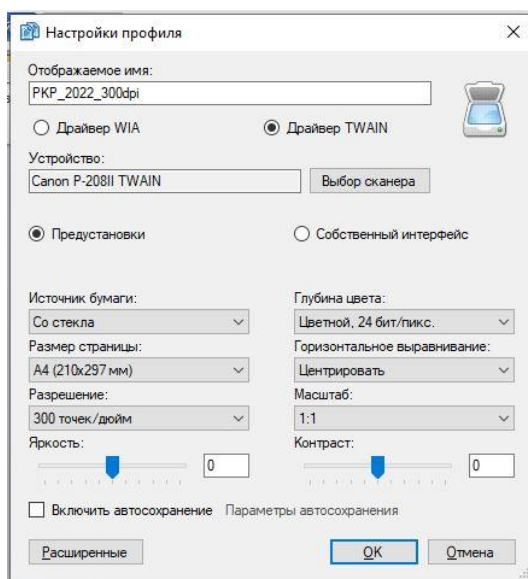 Настройки профиля
Отображаемое имя:
PKP_2022_300dpi
Драйвер WIA
Драйвер TWAIN
Устройство:
Canon P-208II TWAIN
Выбор сканера
Предустановки
Собственный интерфейс
Источник бумаги:
Глубина цвета:
Со стекла
Цветной, 24 бит/пикс.
Размер страницы:
Горизонтальное выравнивание:
A4 (210x297 мм)
Центрировать
Разрешение:
Масштаб:
300 точек/дюйм
1:1
Яркость:
Контраст:
0
0
Включить автосохранение
Параметры автосохранения
Расширенные
OK
Отмена